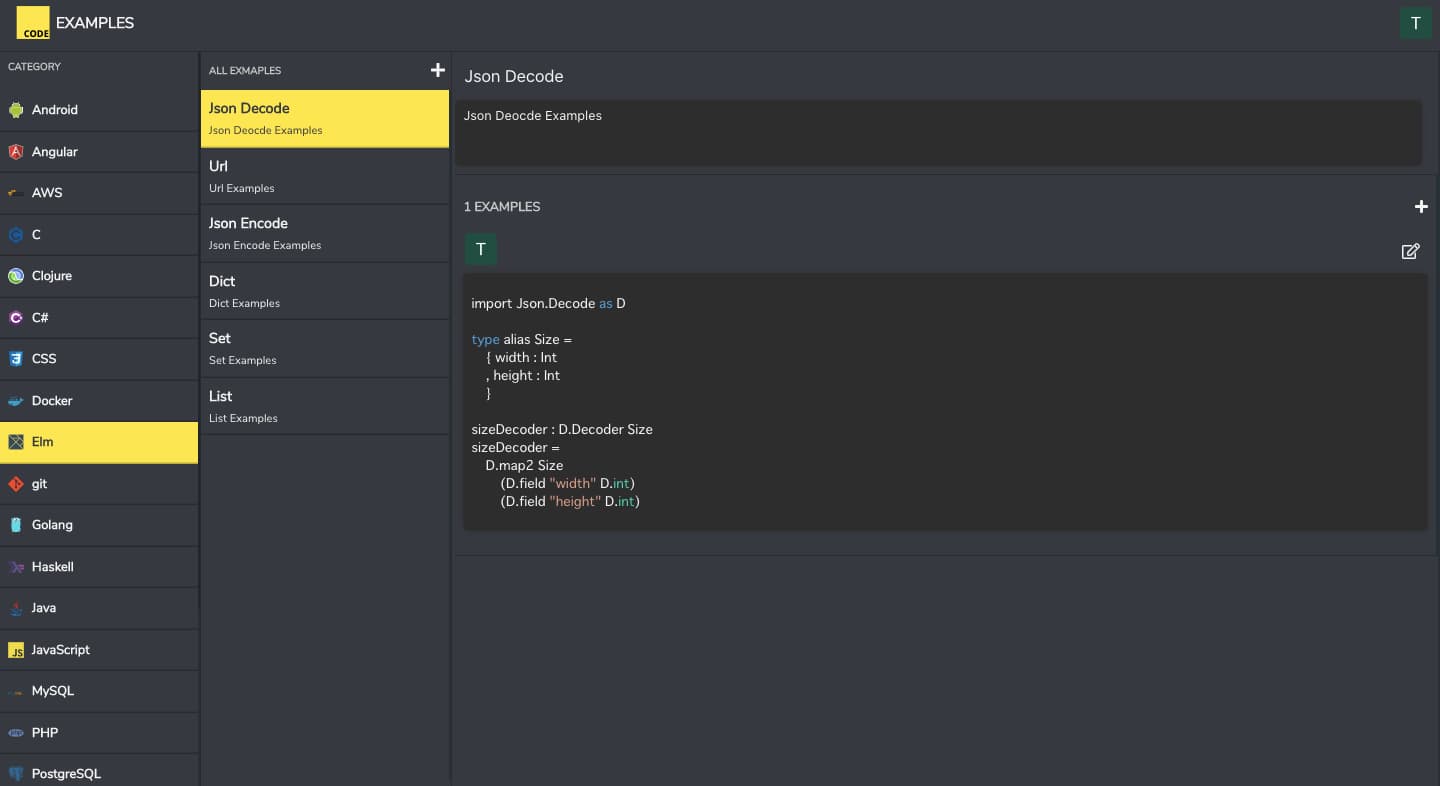 CODE EXAMPLES
T
CATEGORY
Android
Angular
AWS
C
Clojure
C#
CSS
Docker
Elm
git
Golang
Haskell
Java
JS JavaScript
MySQL
PHP
PostgreSQL
ALL EXMAPLES
Json Decode
Json Deocde Examples
Url
Url Examples
Json Encode
Json Encode Examples
Dict
Dict Examples
Set
Set Examples
List
List Examples
Json Decode
Json Deocde Examples
1 EXAMPLES
T
import Json.Decode as D
type alias Size =
{ width : Int
, height : Int
}
sizeDecoder : D.Decoder Size
sizeDecoder =
D.map2 Size
(D.field "width" D.int)
(D.field "height" D.int)